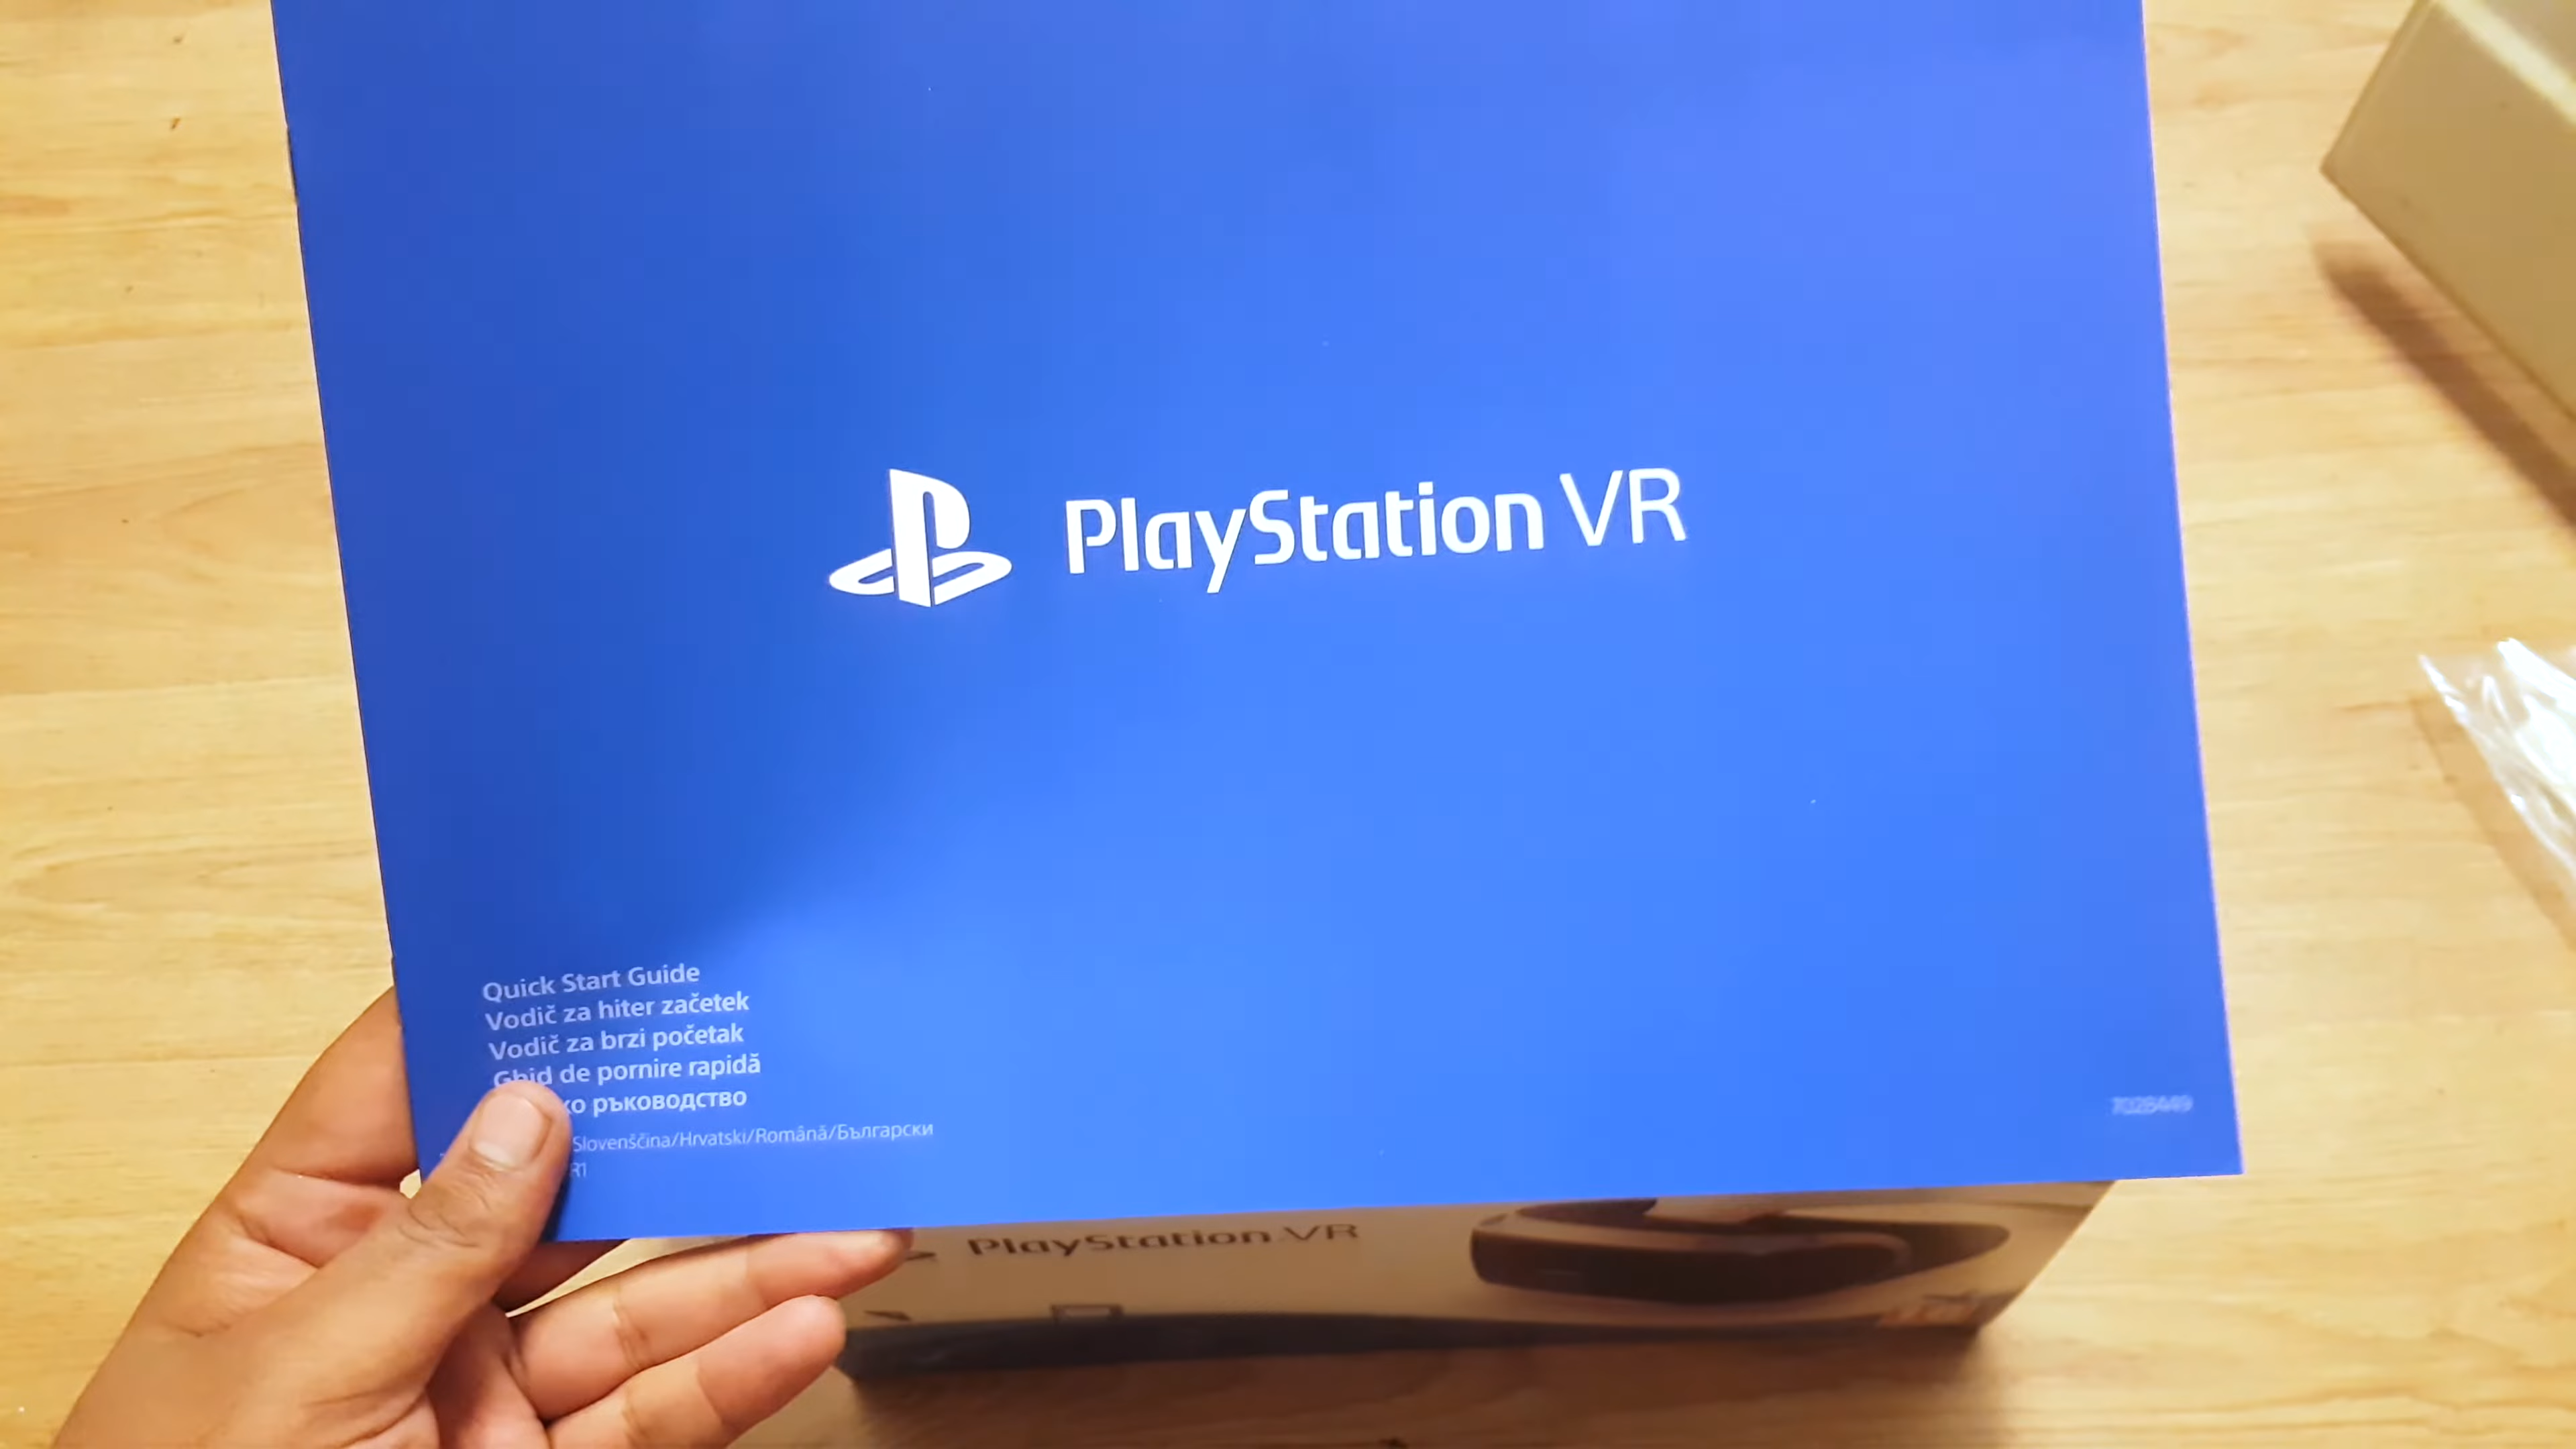 PlayStation VR
Quick Start Guide
Vodič za hiter začetek
Vodič za brzi početak
Ghid de pornire rapidă
ръководство
Slovenščina/Hrvatski/Română/Български
7028449
PlayStation VR